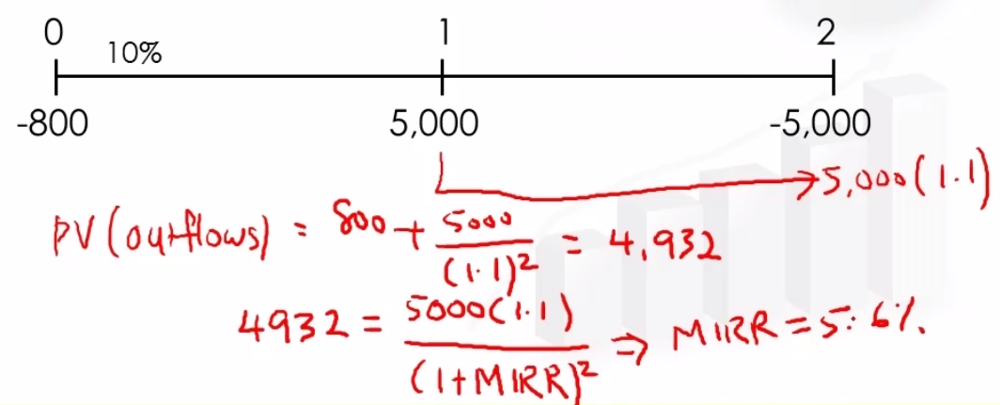 0 1 2
10%
-800 5,000 -5,000
5,000(1.1)
PV(outflows) = 800 + 5000/(1.1)² = 4,932
4932 = 5000(1.1)/(1+MIRR)² ⇒ MIRR = 5.6%.